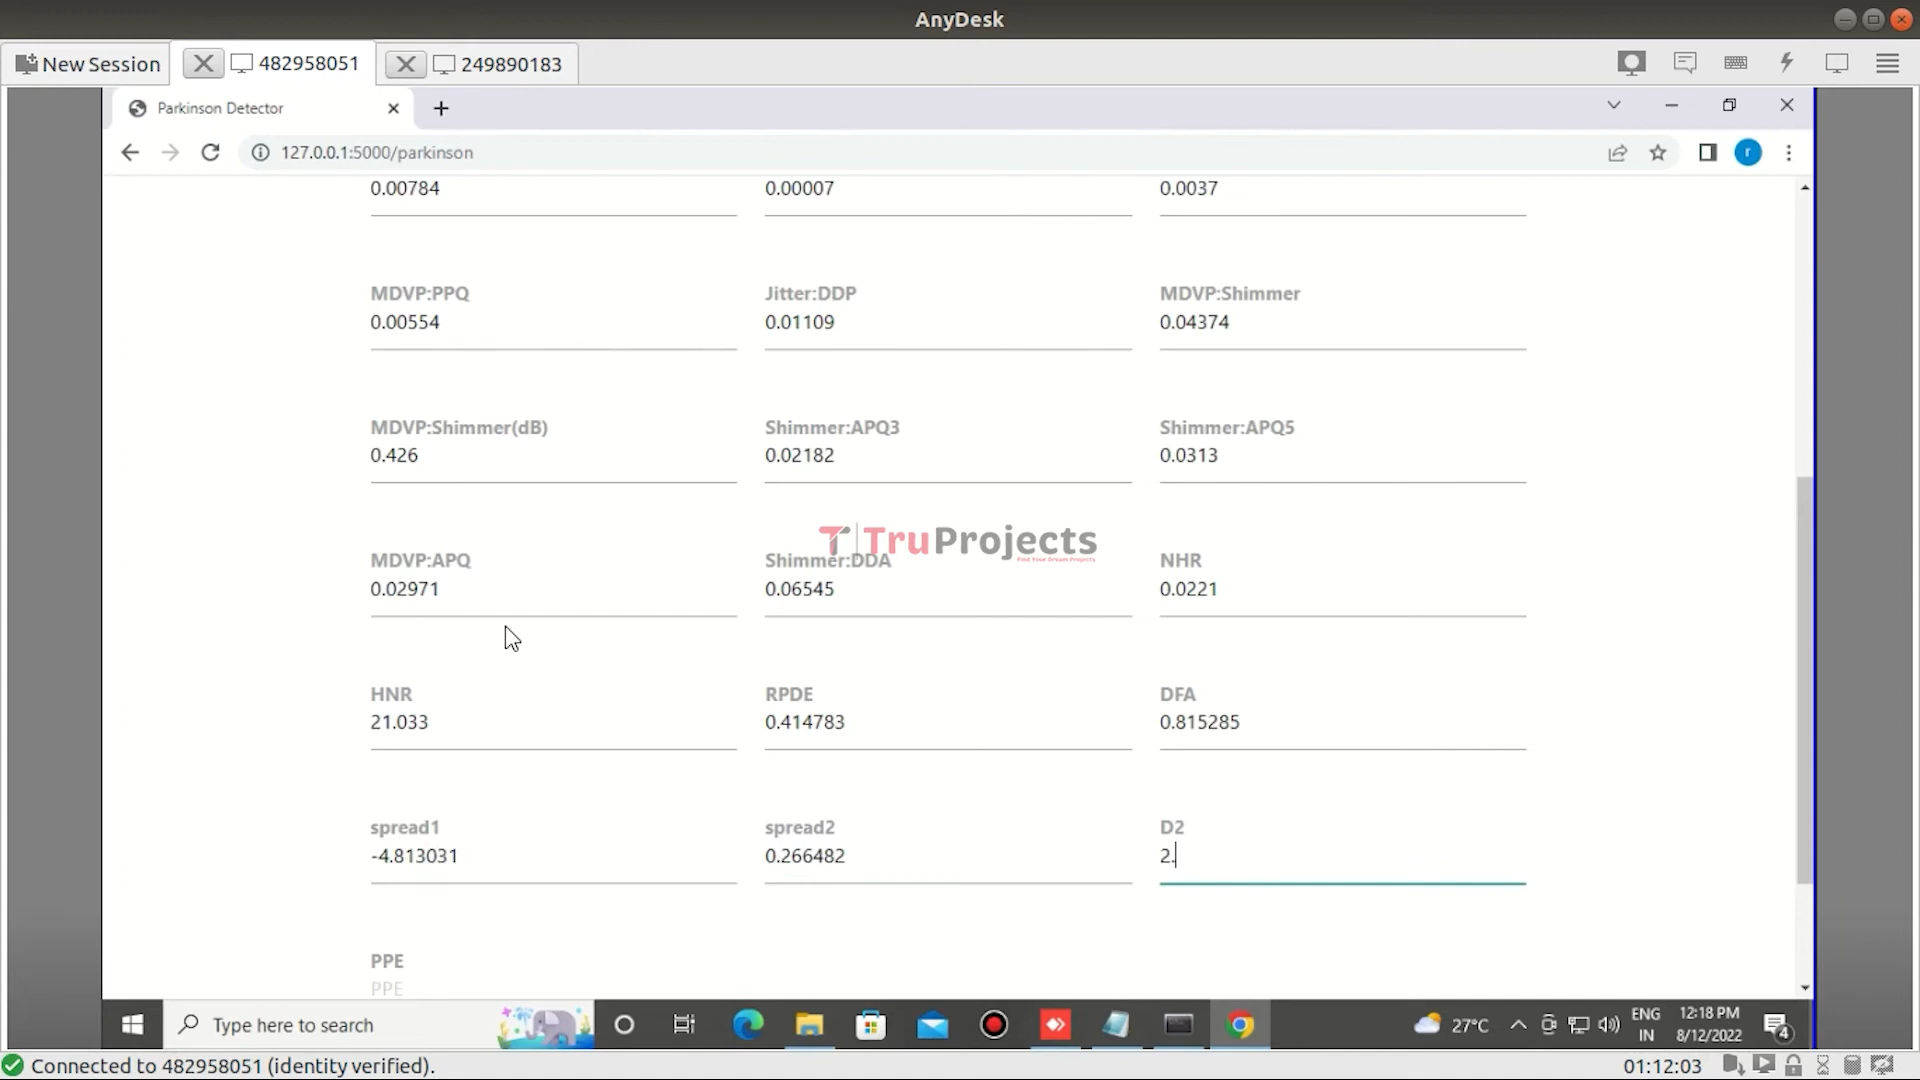 AnyDesk
New Session
482958051
249890183
Parkinson Detector
127.0.0.1:5000/parkinson
r
0.00784
0.00007
0.0037
MDVP:PPQ
Jitter:DDP
MDVP:Shimmer
0.00554
0.01109
0.04374
MDVP:Shimmer(dB)
Shimmer:APQ3
Shimmer:APQ5
0.426
0.02182
0.0313
TruProjects
Find Your Dream Projects
MDVP:APQ
Shimmer:DDA
NHR
0.02971
0.06545
0.0221
HNR
RPDE
DFA
21.033
0.414783
0.815285
spread1
spread2
D2
-4.813031
0.266482
2.
PPE
PPE
Type here to search
27°C
ENG
IN
12:18 PM
8/12/2022
4
Connected to 482958051 (identity verified).
01:12:03